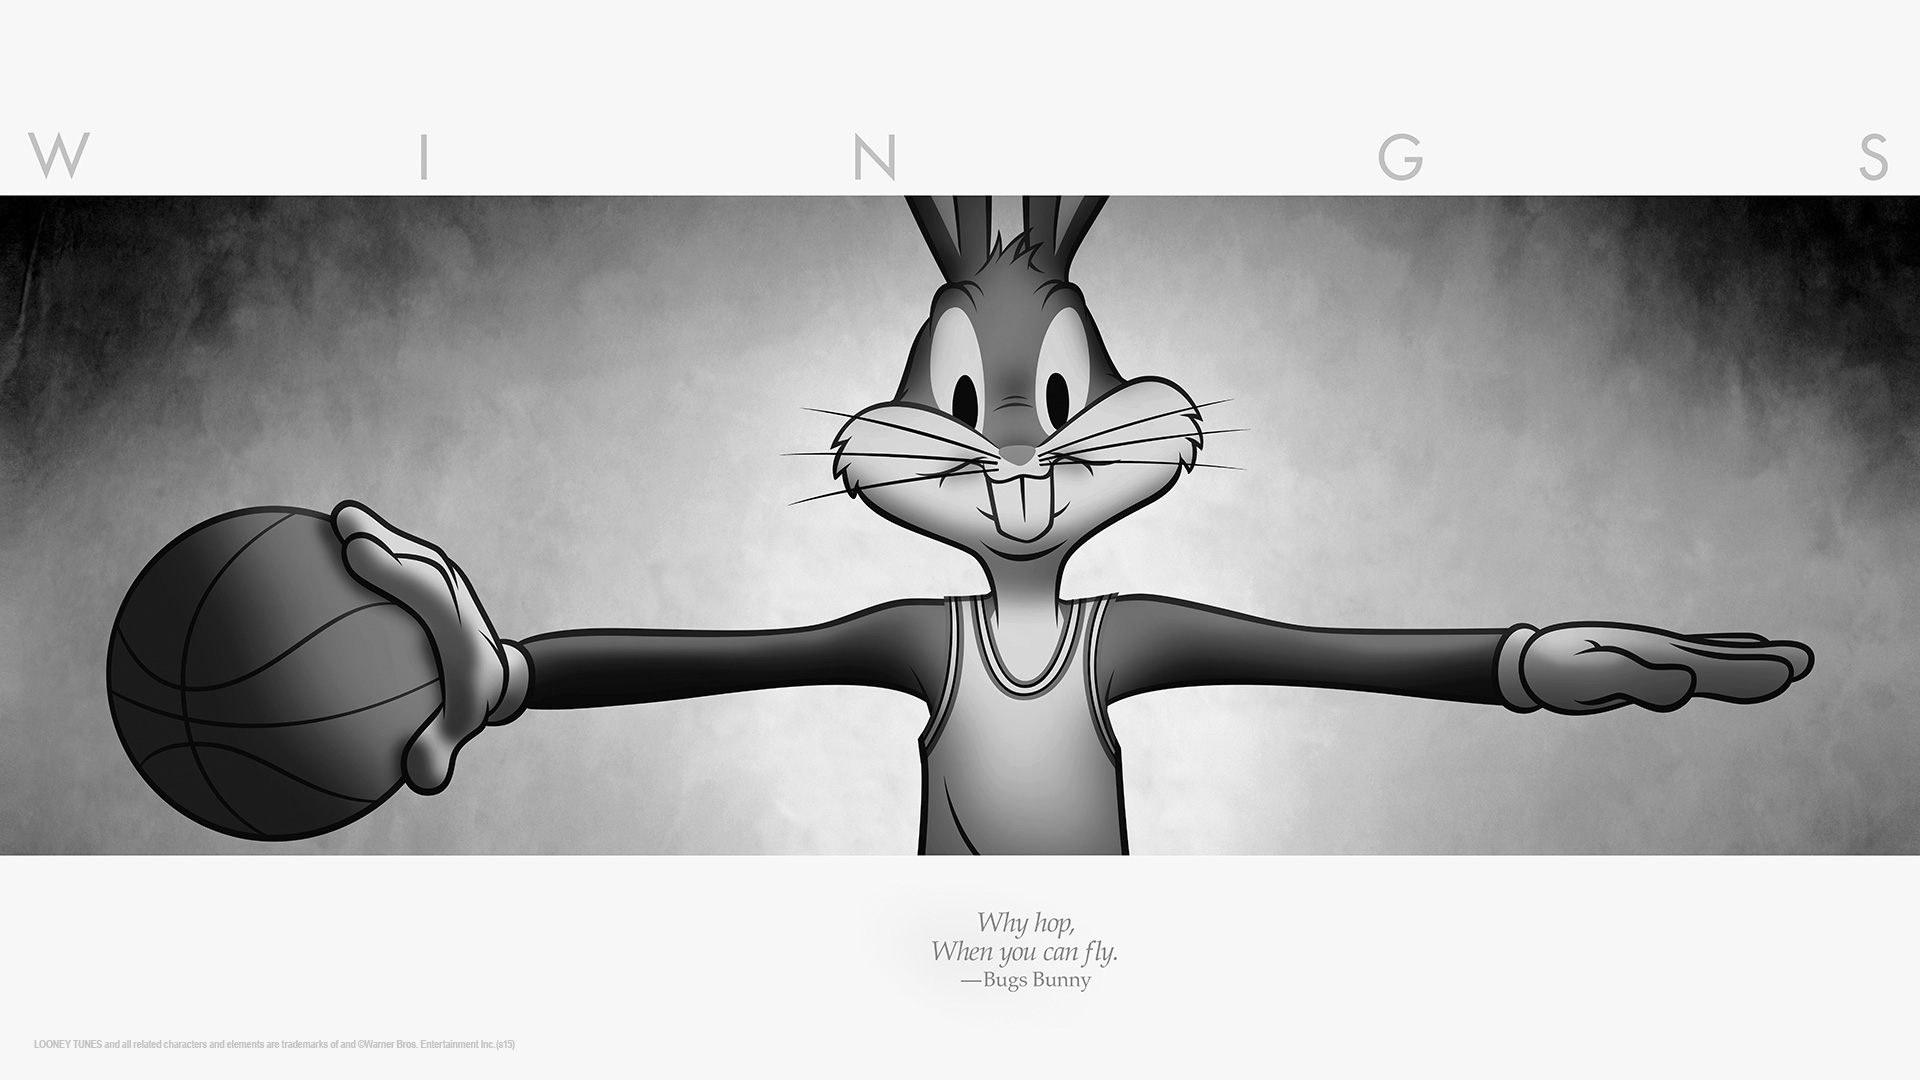 W I N G S
Why hop,
When you can fly.
—Bugs Bunny
LOONEY TUNES and all related characters and elements are trademarks of and ©Warner Bros. Entertainment Inc.(s15)